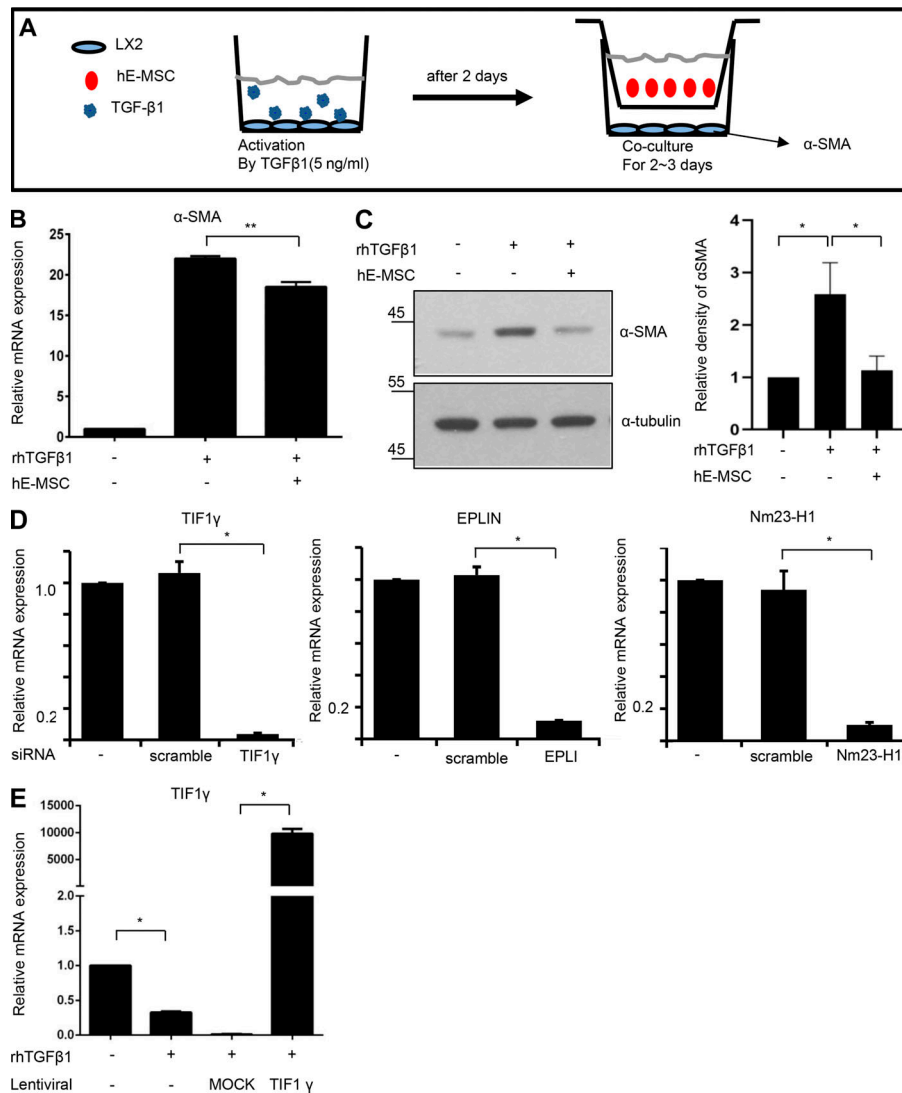 A
LX2
hE-MSC
TGF-β1
Activation
By TGFβ1(5 ng/ml)
after 2 days
Co-culture
For 2~3 days
α-SMA
B
α-SMA
Relative mRNA expression
25
20
15
10
5
0
rhTGFβ1 - + +
hE-MSC - - +
C
rhTGFβ1 - + +
hE-MSC - - +
45
α-SMA
55
α-tubulin
45
Relative density of αSMA
4
3
2
1
0
rhTGFβ1 - + +
hE-MSC - - +
* *
**
D
TIF1γ
Relative mRNA expression
1.0
0.2
*
siRNA - scramble TIF1γ
EPLIN
Relative mRNA expression
0.2
*
- scramble EPLI
Nm23-H1
Relative mRNA expression
0.2
*
- scramble Nm23-H1
E
TIF1γ
Relative mRNA expression
15000
10000
5000
2.0
1.5
1.0
0.5
0.0
* *
rhTGFβ1 - + + +
Lentiviral - - MOCK TIF1 γ